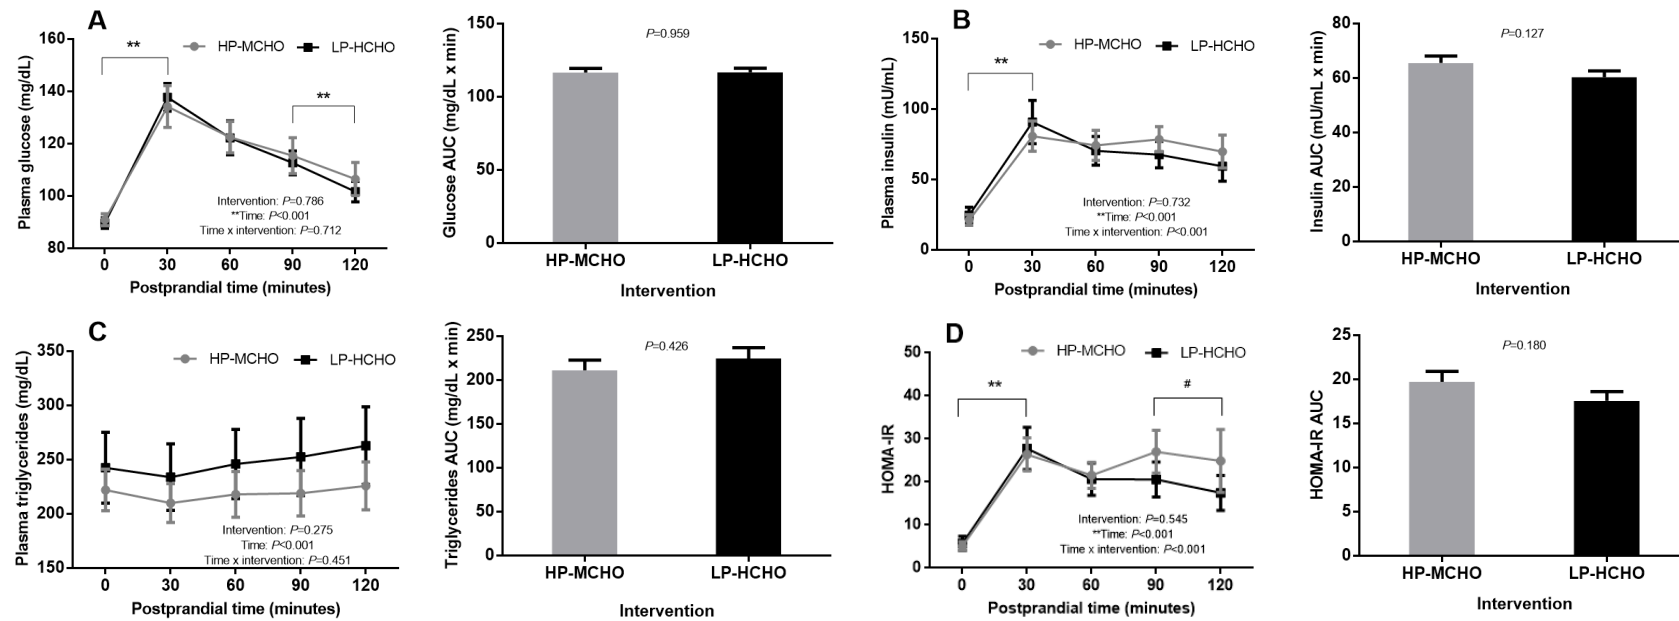 A
HP-MCHO
LP-HCHO
Plasma glucose (mg/dL)
160
140
120
100
80
**
**
Intervention: P=0.786
**Time: P<0.001
Time x intervention: P=0.712
0 30 60 90 120
Postprandial time (minutes)
Glucose AUC (mg/dL x min)
150
100
50
0
P=0.959
HP-MCHO LP-HCHO
Intervention
B
HP-MCHO
LP-HCHO
Plasma insulin (mU/mL)
150
100
50
0
**
Intervention: P=0.732
**Time: P<0.001
Time x intervention: P<0.001
0 30 60 90 120
Postprandial time (minutes)
Insulin AUC (mU/mL x min)
80
60
40
20
0
P=0.127
HP-MCHO LP-HCHO
Intervention
C
HP-MCHO
LP-HCHO
Plasma triglycerides (mg/dL)
350
300
250
200
150
Intervention: P=0.275
Time: P<0.001
Time x intervention: P=0.451
0 30 60 90 120
Postprandial time (minutes)
Triglycerides AUC (mg/dL x min)
250
200
150
100
50
0
P=0.426
HP-MCHO LP-HCHO
Intervention
D
HP-MCHO
LP-HCHO
HOMA-IR
50
40
30
20
10
0
**
#
Intervention: P=0.545
**Time: P<0.001
Time x intervention: P<0.001
0 30 60 90 120
Postprandial time (minutes)
HOMA-IR AUC
25
20
15
10
5
0
P=0.180
HP-MCHO LP-HCHO
Intervention